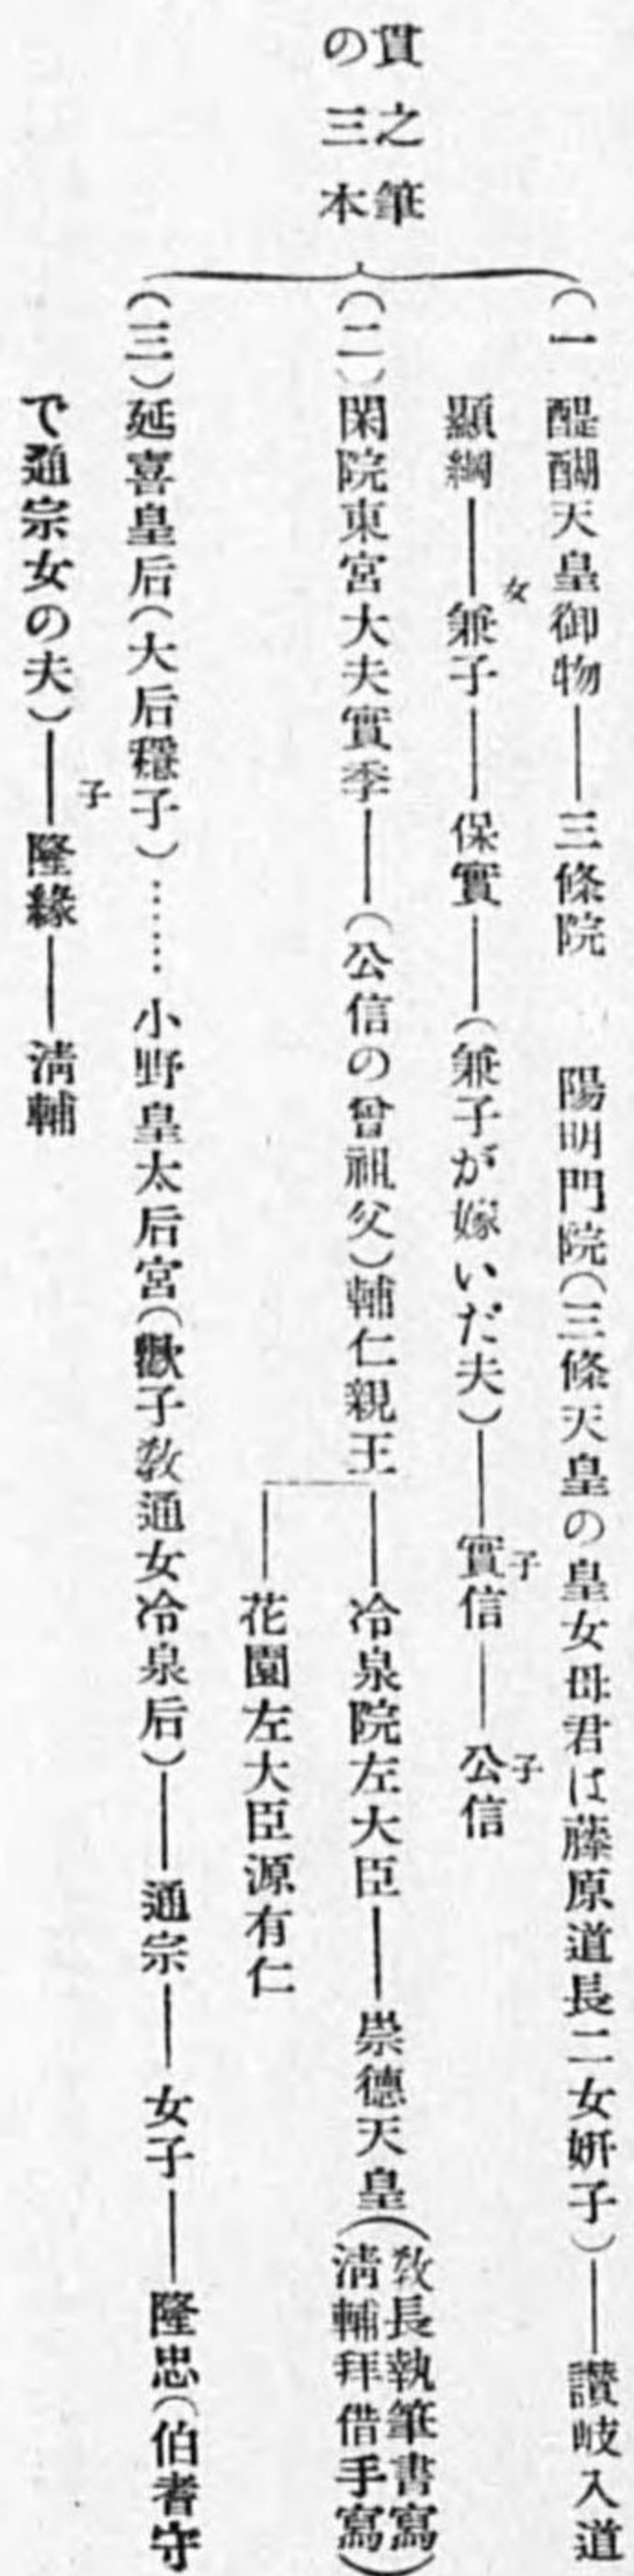 貫之筆
の三本
(一 醍醐天皇御物――三條院 陽明門院(三條天皇の皇女母君は藤原道長二女妍子)――讃岐入道
顯綱――兼子女――保實――(兼子が嫁いだ夫)――實信子――公信子
(二)閑院東宮大夫實季――(公信の曾祖父)輔仁親王――冷泉院左大臣――崇德天皇(敎長執筆書寫
淸輔拜借手寫)
――花園左大臣源有仁
(三)延喜皇后(大后穩子)……小野皇太后宮(歡子敎通女冷泉后)――通宗――女子――隆忠(伯耆守
で通宗女の夫)――隆緣子――淸輔